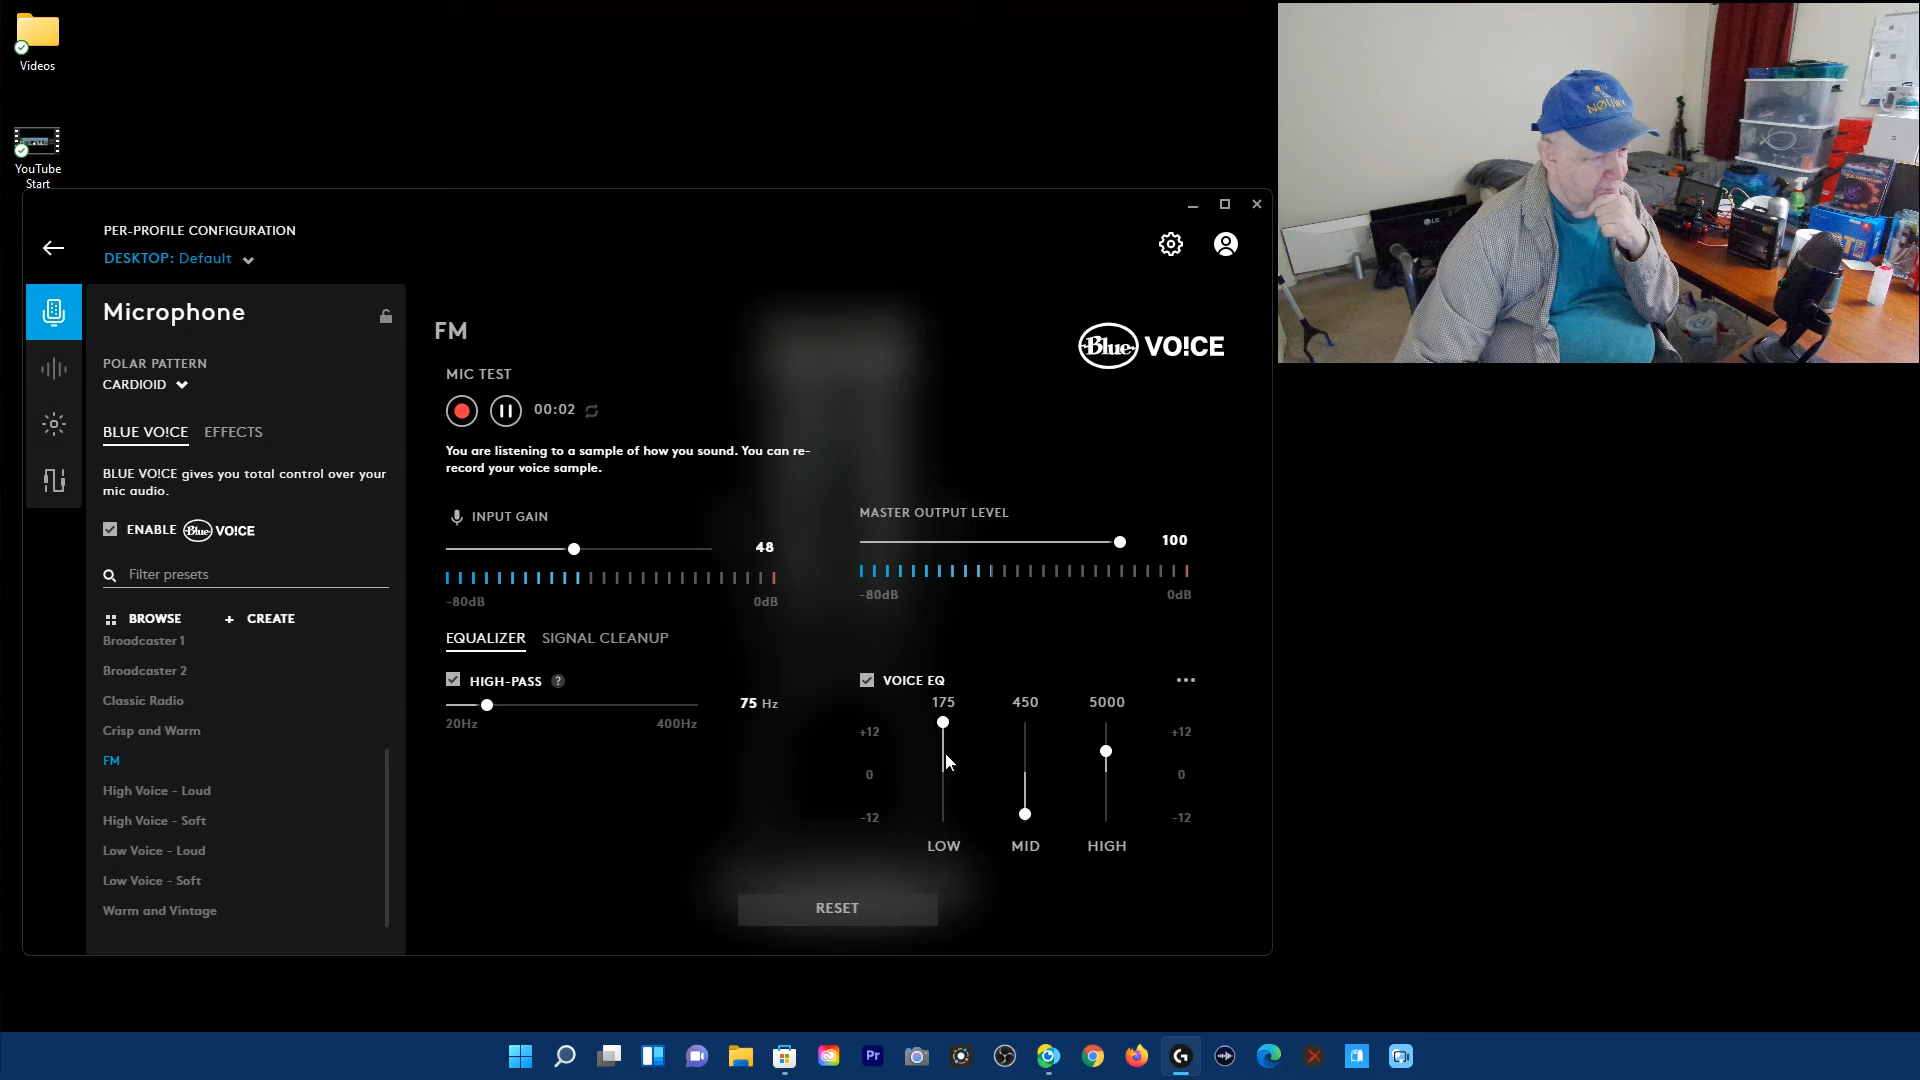 Videos
YouTube
Start
PER-PROFILE CONFIGURATION
DESKTOP: Default
Microphone
POLAR PATTERN
CARDIOID
BLUE VO!CE EFFECTS
BLUE VO!CE gives you total control over your
mic audio.
ENABLE Blue VO!CE
Filter presets
BROWSE + CREATE
Broadcaster 1
Broadcaster 2
Classic Radio
Crisp and Warm
FM
High Voice - Loud
High Voice - Soft
Low Voice - Loud
Low Voice - Soft
Warm and Vintage
FM
Blue VO!CE
MIC TEST
00:02
You are listening to a sample of how you sound. You can re-
record your voice sample.
INPUT GAIN
48
-80dB 0dB
MASTER OUTPUT LEVEL
100
-80dB 0dB
EQUALIZER SIGNAL CLEANUP
HIGH-PASS ?
75 Hz
20Hz 400Hz
VOICE EQ
175 450 5000
+12 +12
0 0
-12 -12
LOW MID HIGH
RESET
LG
Pr